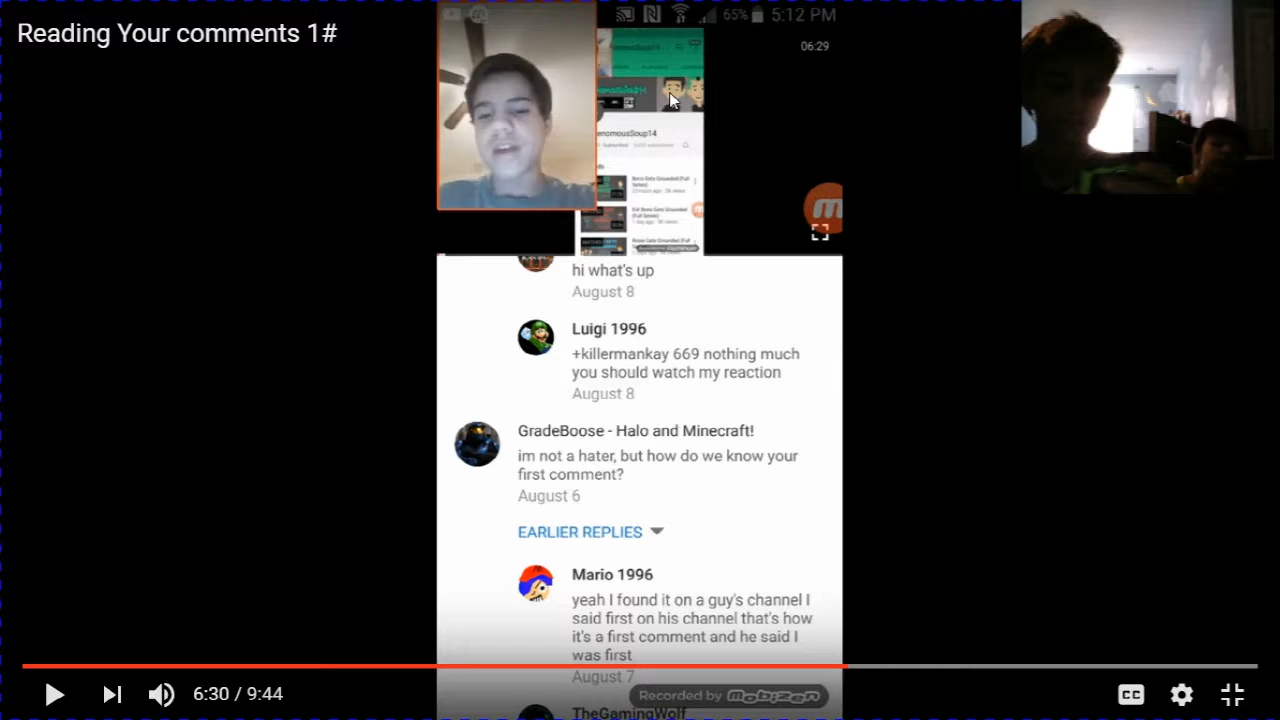 Reading Your comments 1#
65% 5:12 PM
06:29
enomousSoup14
hi what's up
August 8
Luigi 1996
+killermankay 669 nothing much
you should watch my reaction
August 8
GradeBoose - Halo and Minecraft!
im not a hater, but how do we know your
first comment?
August 6
EARLIER REPLIES
Mario 1996
yeah I found it on a guy's channel I
said first on his channel that's how
it's a first comment and he said I
was first
August 7
Recorded by mobizen
TheGamingWolf
6:30 / 9:44
CC